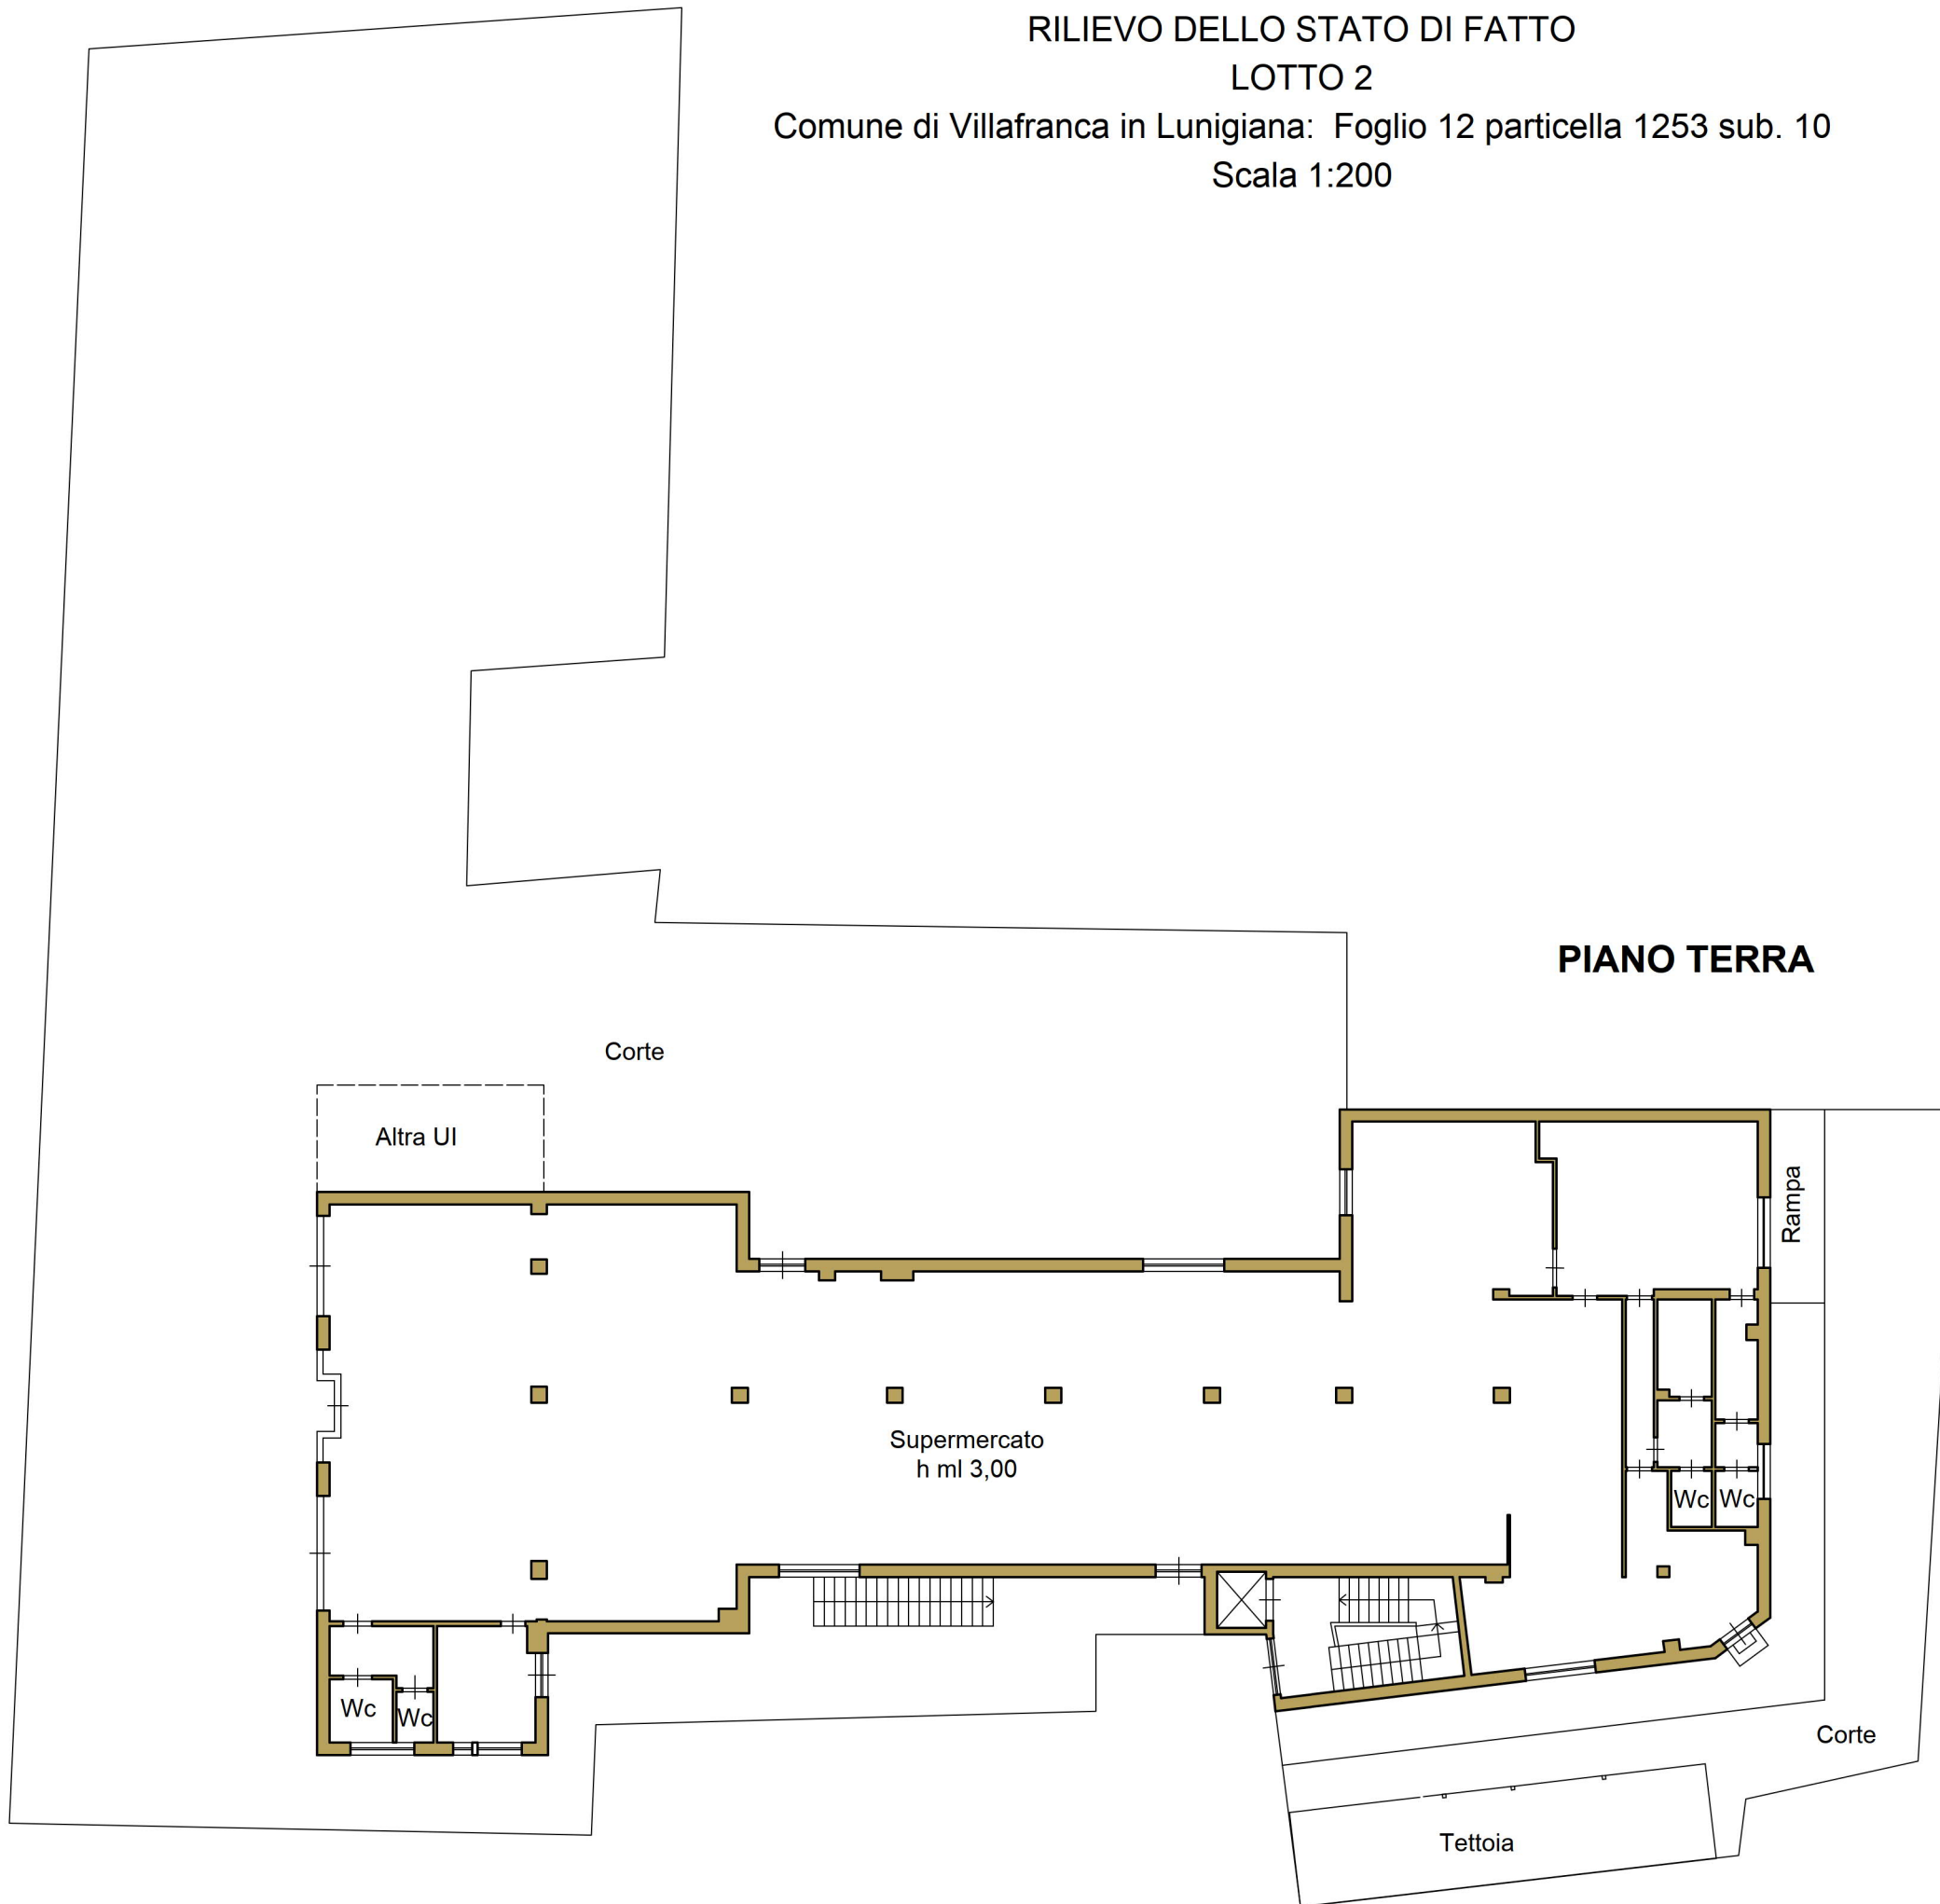 RILIEVO DELLO STATO DI FATTO
LOTTO 2
Comune di Villafranca in Lunigiana:  Foglio 12 particella 1253 sub. 10
Scala 1:200
PIANO TERRA
Corte
Altra UI
Rampa
Supermercato
h ml 3,00
Wc
Wc
Wc
Wc
Corte
Tettoia